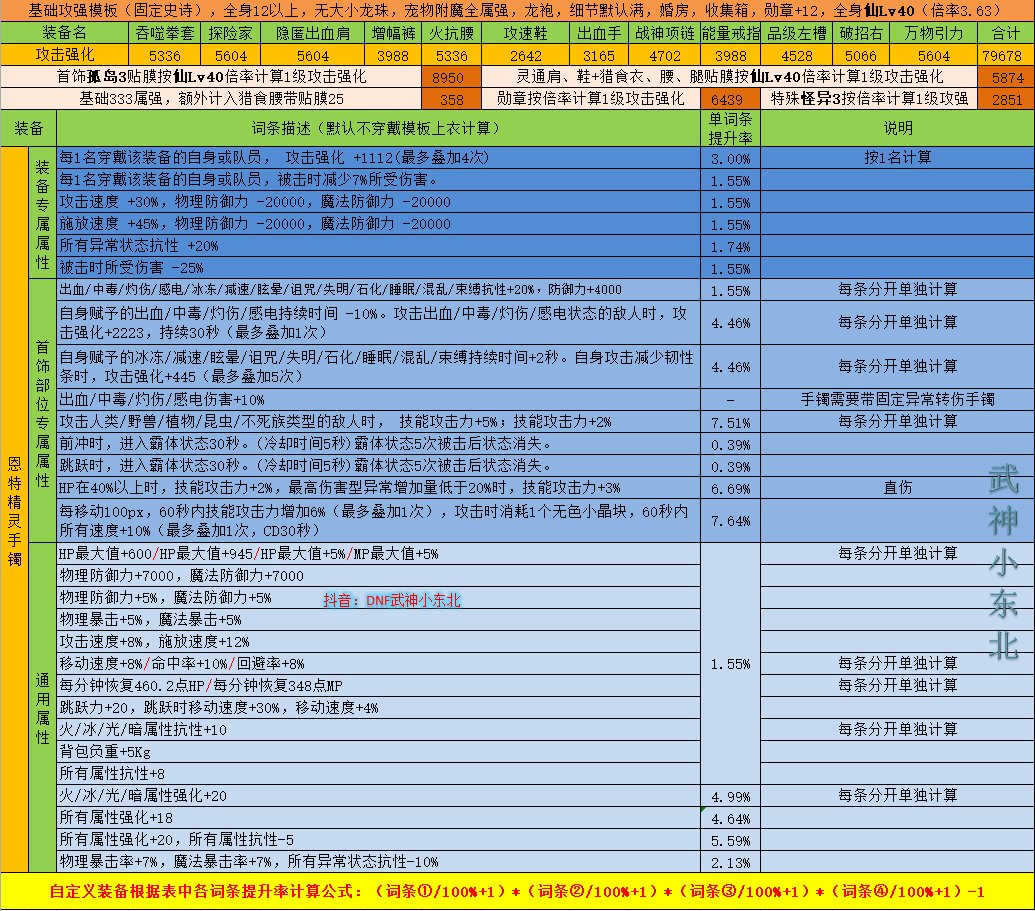 基础攻强模板（固定史诗），全身12以上，无大小龙珠，宠物附魔全属强，龙袍，细节默认满，婚房，收集箱，勋章+12，全身仙Lv40（倍率3.63）
装备名 吞噬拳套 探险家 隐匿出血肩 增幅裤 火抗腰 攻速鞋 出血手 战神项链 能量戒指 品级左槽 破招右 万物引力 合计
攻击强化 5336 5604 5604 3988 5336 2642 3165 4702 3988 4528 5066 5604 79678
首饰孤岛3贴膜按仙Lv40倍率计算1级攻击强化 8950 灵通肩、鞋+猎食衣、腰、腿贴膜按仙Lv40倍率计算1级攻击强化 5874
基础333属强，额外计入猎食腰带贴膜25 358 勋章按倍率计算1级攻击强化 6439 特殊怪异3按倍率计算1级攻强 2851
装备 词条描述（默认不穿戴模板上衣计算） 单词条提升率 说明
恩特精灵手镯
装备专属属性
每1名穿戴该装备的自身或队员， 攻击强化 +1112(最多叠加4次) 3.00% 按1名计算
每1名穿戴该装备的自身或队员，被击时减少7%所受伤害。 1.55%
攻击速度 +30%，物理防御力 -20000，魔法防御力 -20000 1.55%
施放速度 +45%，物理防御力 -20000，魔法防御力 -20000 1.55%
所有异常状态抗性 +20% 1.74%
被击时所受伤害 -25% 1.55%
首饰部位专属属性
出血/中毒/灼伤/感电/冰冻/减速/眩晕/诅咒/失明/石化/睡眠/混乱/束缚抗性+20%，防御力+4000 1.55% 每条分开单独计算
自身赋予的出血/中毒/灼伤/感电持续时间 -10%。攻击出血/中毒/灼伤/感电状态的敌人时，攻
击强化+2223，持续30秒（最多叠加1次） 4.46% 每条分开单独计算
自身赋予的冰冻/减速/眩晕/诅咒/失明/石化/睡眠/混乱/束缚持续时间+2秒。自身攻击减少韧性
条时，攻击强化+445（最多叠加5次） 4.46% 每条分开单独计算
出血/中毒/灼伤/感电伤害+10% - 手镯需要带固定异常转伤手镯
攻击人类/野兽/植物/昆虫/不死族类型的敌人时， 技能攻击力+5%；技能攻击力+2% 7.51% 每条分开单独计算
前冲时，进入霸体状态30秒。（冷却时间5秒）霸体状态5次被击后状态消失。 0.39%
跳跃时，进入霸体状态30秒。（冷却时间5秒）霸体状态5次被击后状态消失。 0.39%
HP在40%以上时，技能攻击力+2%，最高伤害型异常增加量低于20%时，技能攻击力+3% 6.69% 直伤
每移动100px，60秒内技能攻击力增加6%（最多叠加1次），攻击时消耗1个无色小晶块，60秒内
所有速度+10%（最多叠加1次，CD30秒） 7.64%
通用属性
HP最大值+600/HP最大值+945/HP最大值+5%/MP最大值+5% 每条分开单独计算
物理防御力+7000，魔法防御力+7000
物理防御力+5%，魔法防御力+5% 抖音：DNF武神小东北
物理暴击+5%，魔法暴击+5%
攻击速度+8%，施放速度+12%
移动速度+8%/命中率+10%/回避率+8% 1.55% 每条分开单独计算
每分钟恢复460.2点HP/每分钟恢复348点MP 每条分开单独计算
跳跃力+20，跳跃时移动速度+30%，移动速度+4%
火/冰/光/暗属性抗性+10 每条分开单独计算
背包负重+5Kg
所有属性抗性+8
火/冰/光/暗属性强化+20 4.99% 每条分开单独计算
所有属性强化+18 4.64%
所有属性强化+20，所有属性抗性-5 5.59%
物理暴击率+7%，魔法暴击率+7%，所有异常状态抗性-10% 2.13%
武神小东北
自定义装备根据表中各词条提升率计算公式：（词条①/100%+1）*（词条②/100%+1）*（词条③/100%+1）*（词条④/100%+1）-1